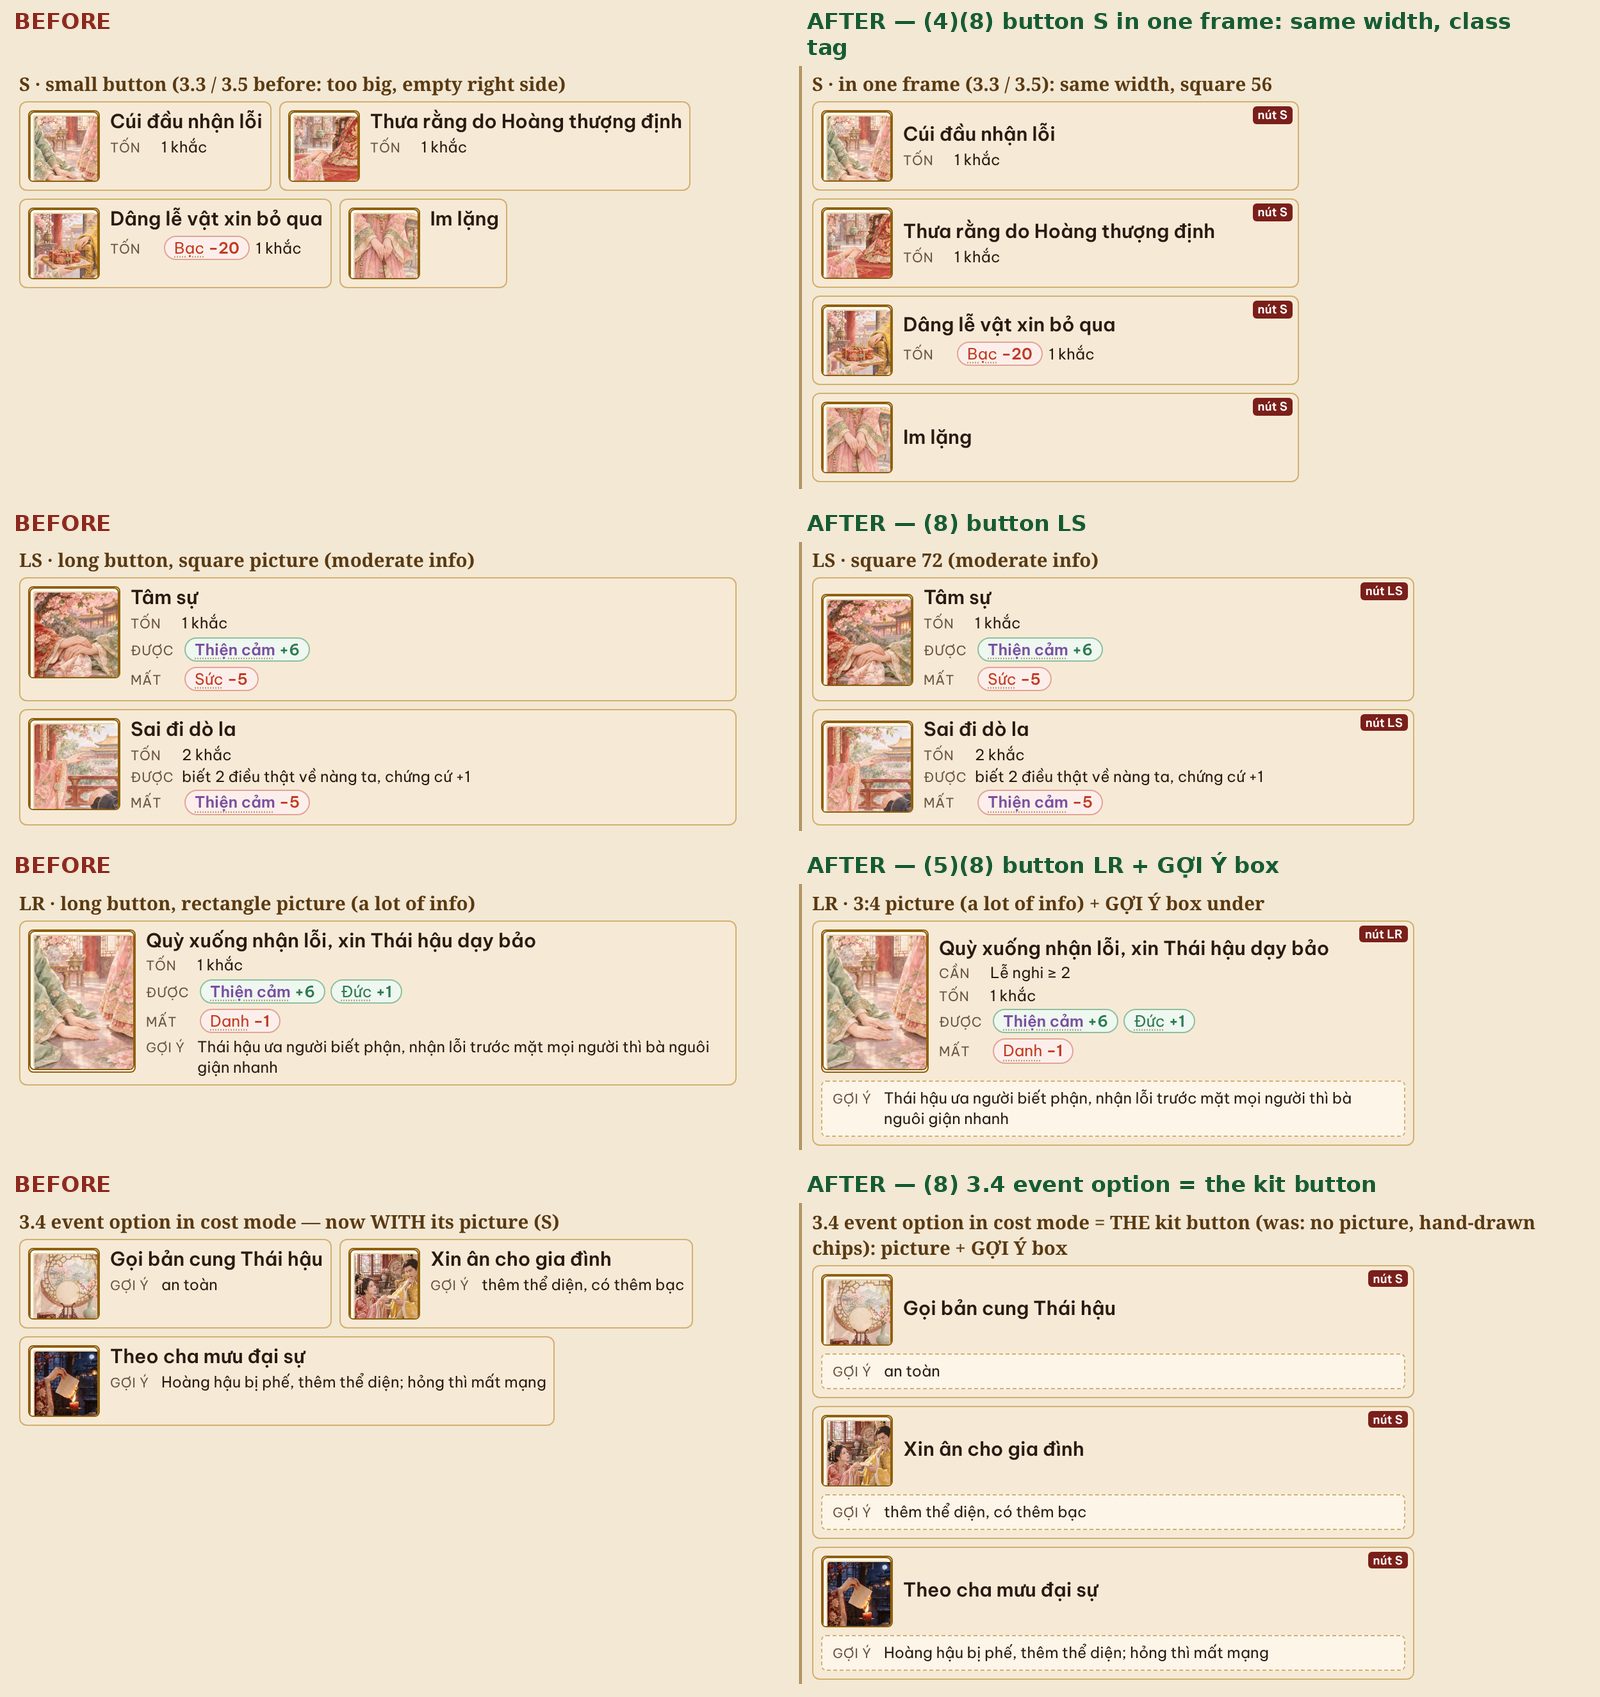 BEFORE
S · small button (3.3 / 3.5 before: too big, empty right side)
Cúi đầu nhận lỗi
TỐN 1 khắc
Thưa rằng do Hoàng thượng định
TỐN 1 khắc
Dâng lễ vật xin bỏ qua
TỐN Bạc −20 1 khắc
Im lặng
AFTER — (4)(8) button S in one frame: same width, class
tag
S · in one frame (3.3 / 3.5): same width, square 56
nút S
Cúi đầu nhận lỗi
TỐN 1 khắc
nút S
Thưa rằng do Hoàng thượng định
TỐN 1 khắc
nút S
Dâng lễ vật xin bỏ qua
TỐN Bạc −20 1 khắc
nút S
Im lặng
BEFORE
LS · long button, square picture (moderate info)
Tâm sự
TỐN 1 khắc
ĐƯỢC Thiện cảm +6
MẤT Sức −5
Sai đi dò la
TỐN 2 khắc
ĐƯỢC biết 2 điều thật về nàng ta, chứng cứ +1
MẤT Thiện cảm −5
AFTER — (8) button LS
LS · square 72 (moderate info)
nút LS
Tâm sự
TỐN 1 khắc
ĐƯỢC Thiện cảm +6
MẤT Sức −5
nút LS
Sai đi dò la
TỐN 2 khắc
ĐƯỢC biết 2 điều thật về nàng ta, chứng cứ +1
MẤT Thiện cảm −5
BEFORE
LR · long button, rectangle picture (a lot of info)
Quỳ xuống nhận lỗi, xin Thái hậu dạy bảo
TỐN 1 khắc
ĐƯỢC Thiện cảm +6 Đức +1
MẤT Danh −1
GỢI Ý Thái hậu ưa người biết phận, nhận lỗi trước mặt mọi người thì bà nguôi
giận nhanh
AFTER — (5)(8) button LR + GỢI Ý box
LR · 3:4 picture (a lot of info) + GỢI Ý box under
nút LR
Quỳ xuống nhận lỗi, xin Thái hậu dạy bảo
CẦN Lễ nghi ≥ 2
TỐN 1 khắc
ĐƯỢC Thiện cảm +6 Đức +1
MẤT Danh −1
GỢI Ý Thái hậu ưa người biết phận, nhận lỗi trước mặt mọi người thì bà
nguôi giận nhanh
BEFORE
3.4 event option in cost mode — now WITH its picture (S)
Gọi bản cung Thái hậu
GỢI Ý an toàn
Xin ân cho gia đình
GỢI Ý thêm thể diện, có thêm bạc
Theo cha mưu đại sự
GỢI Ý Hoàng hậu bị phế, thêm thể diện; hỏng thì mất mạng
AFTER — (8) 3.4 event option = the kit button
3.4 event option in cost mode = THE kit button (was: no picture, hand-drawn
chips): picture + GỢI Ý box
nút S
Gọi bản cung Thái hậu
GỢI Ý an toàn
nút S
Xin ân cho gia đình
GỢI Ý thêm thể diện, có thêm bạc
nút S
Theo cha mưu đại sự
GỢI Ý Hoàng hậu bị phế, thêm thể diện; hỏng thì mất mạng